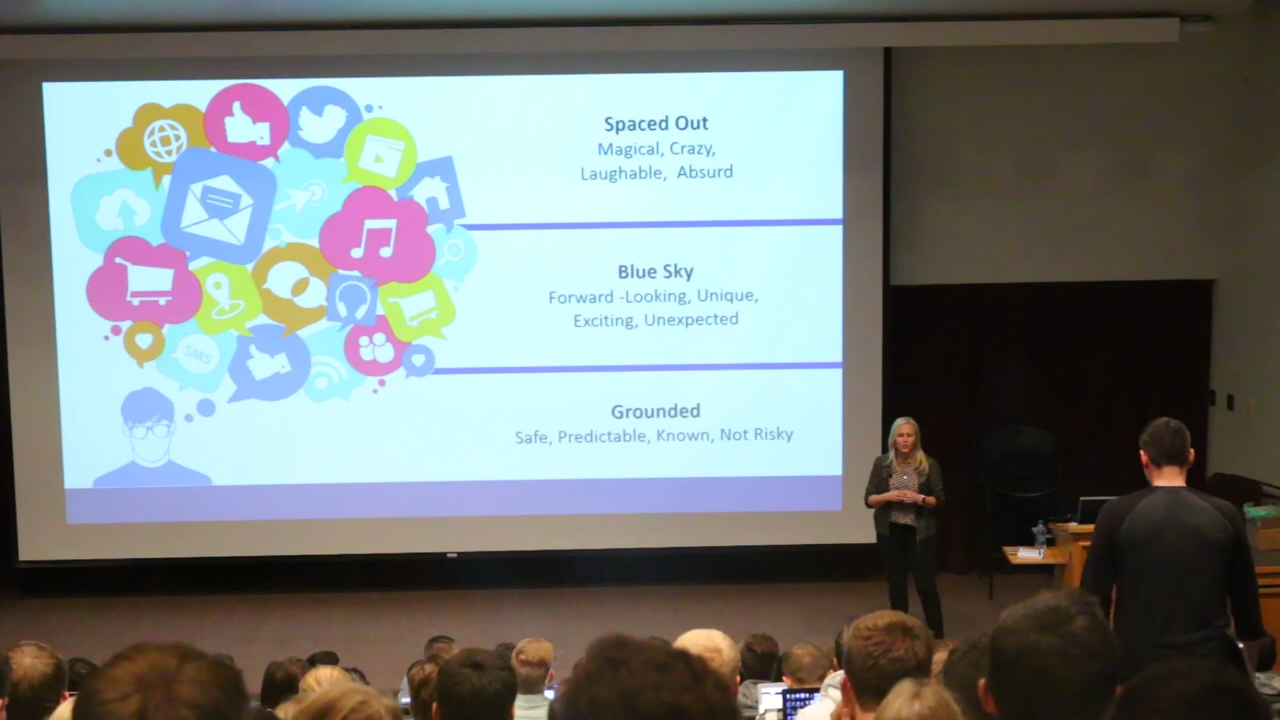 Spaced Out
Magical, Crazy,
Laughable, Absurd
Blue Sky
Forward -Looking, Unique,
Exciting, Unexpected
Grounded
Safe, Predictable, Known, Not Risky
SMS